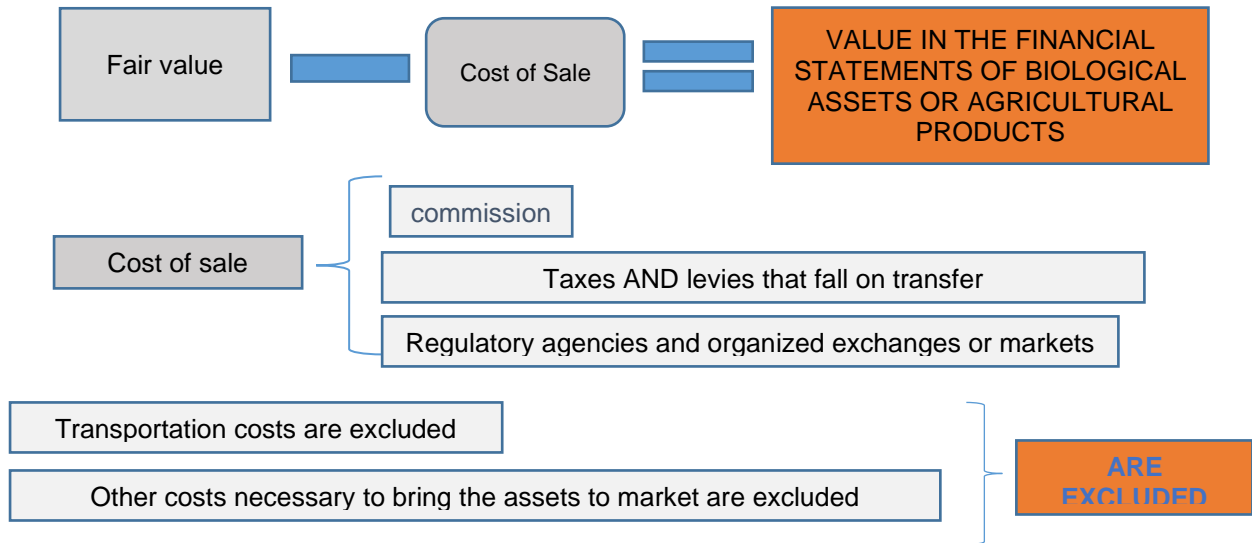 Fair value
Cost of Sale
VALUE IN THE FINANCIAL
STATEMENTS OF BIOLOGICAL
ASSETS OR AGRICULTURAL
PRODUCTS
commission
Cost of sale
Taxes AND levies that fall on transfer
Regulatory agencies and organized exchanges or markets
Transportation costs are excluded
Other costs necessary to bring the assets to market are excluded
ARE
EXCLUDED